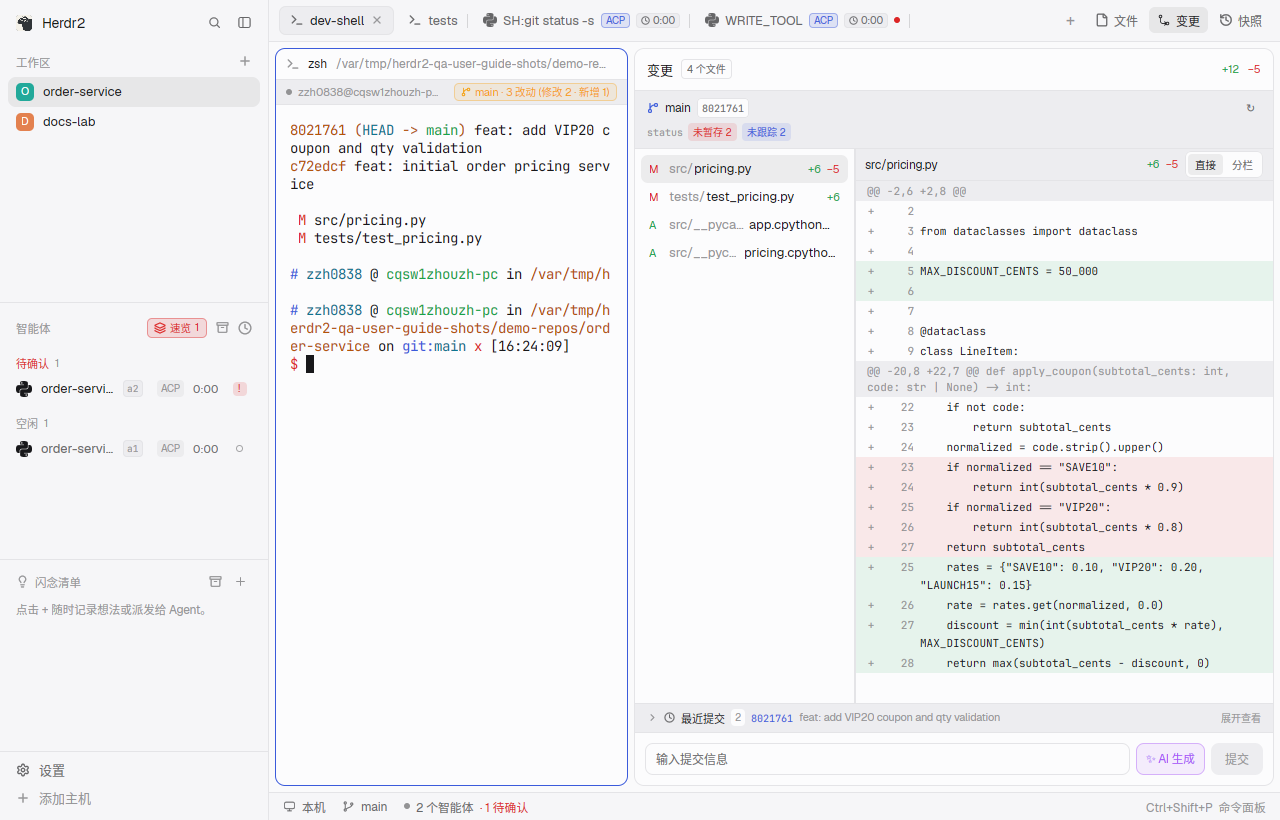 Herdr2
工作区
O order-service
D docs-lab
智能体
速览 1
待确认 1
order-servi... a2 ACP 0:00 !
空闲 1
order-servi... a1 ACP 0:00
闪念清单
点击 + 随时记录想法或派发给 Agent。
设置
添加主机
dev-shell
tests
SH:git status -s ACP 0:00
WRITE_TOOL ACP 0:00
文件
变更
快照
zsh /var/tmp/herdr2-qa-user-guide-shots/demo-re...
zzh0838@cqsw1zhouzh-p...
main · 3 改动 (修改 2 · 新增 1)
8021761 (HEAD -> main) feat: add VIP20 c
oupon and qty validation
c72edcf feat: initial order pricing serv
ice
M src/pricing.py
M tests/test_pricing.py
# zzh0838 @ cqsw1zhouzh-pc in /var/tmp/h
# zzh0838 @ cqsw1zhouzh-pc in /var/tmp/h
erdr2-qa-user-guide-shots/demo-repos/ord
er-service on git:main x [16:24:09]
$
变更 4 个文件 +12 −5
main 8021761 ↻
status 未暂存 2 未跟踪 2
M src/pricing.py +6 −5
M tests/test_pricing.py +6
A src/__pyca... app.cpython...
A src/__pyc... pricing.cpytho...
src/pricing.py +6 −5 直接 分栏
@@ -2,6 +2,8 @@
+ 2
+ 3 from dataclasses import dataclass
+ 4
+ 5 MAX_DISCOUNT_CENTS = 50_000
+ 6
+ 7
+ 8 @dataclass
+ 9 class LineItem:
@@ -20,8 +22,7 @@ def apply_coupon(subtotal_cents: int,
code: str | None) -> int:
+ 22 if not code:
+ 23 return subtotal_cents
+ 24 normalized = code.strip().upper()
+ 23 if normalized == "SAVE10":
+ 24 return int(subtotal_cents * 0.9)
+ 25 if normalized == "VIP20":
+ 26 return int(subtotal_cents * 0.8)
+ 27 return subtotal_cents
+ 25 rates = {"SAVE10": 0.10, "VIP20": 0.20,
"LAUNCH15": 0.15}
+ 26 rate = rates.get(normalized, 0.0)
+ 27 discount = min(int(subtotal_cents * rate),
MAX_DISCOUNT_CENTS)
+ 28 return max(subtotal_cents - discount, 0)
最近提交 2 8021761 feat: add VIP20 coupon and qty validation 展开查看
输入提交信息
AI 生成
提交
本机 main 2 个智能体 · 1 待确认
Ctrl+Shift+P 命令面板